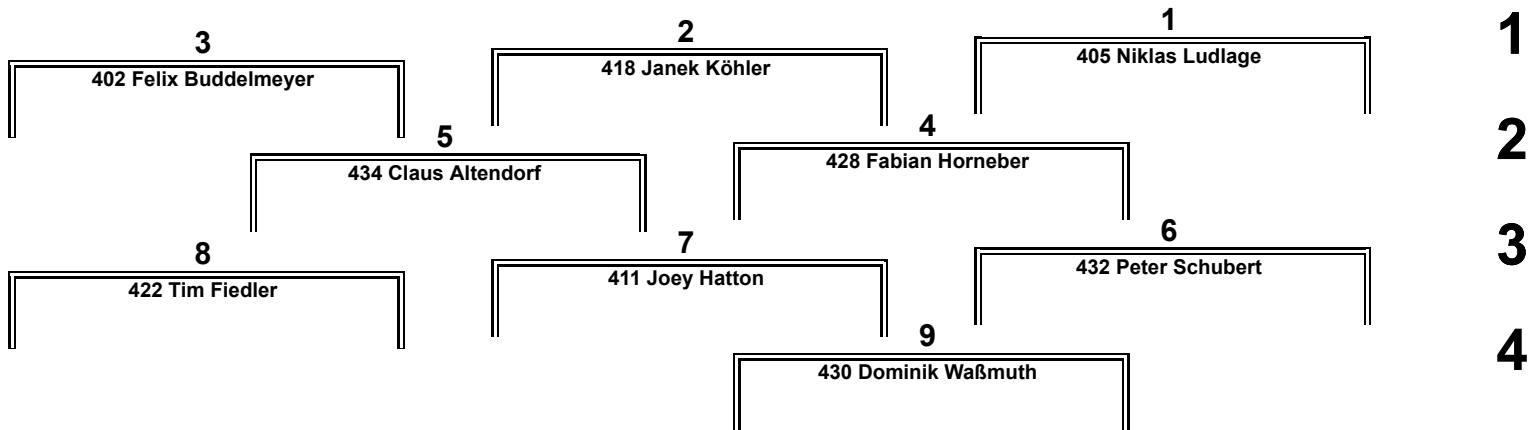 3 2 1 1
402 Felix Buddelmeyer 418 Janek Köhler 405 Niklas Ludlage
5 4 2
434 Claus Altendorf 428 Fabian Horneber
8 7 6 3
422 Tim Fiedler 411 Joey Hatton 432 Peter Schubert
9 4
430 Dominik Waßmuth